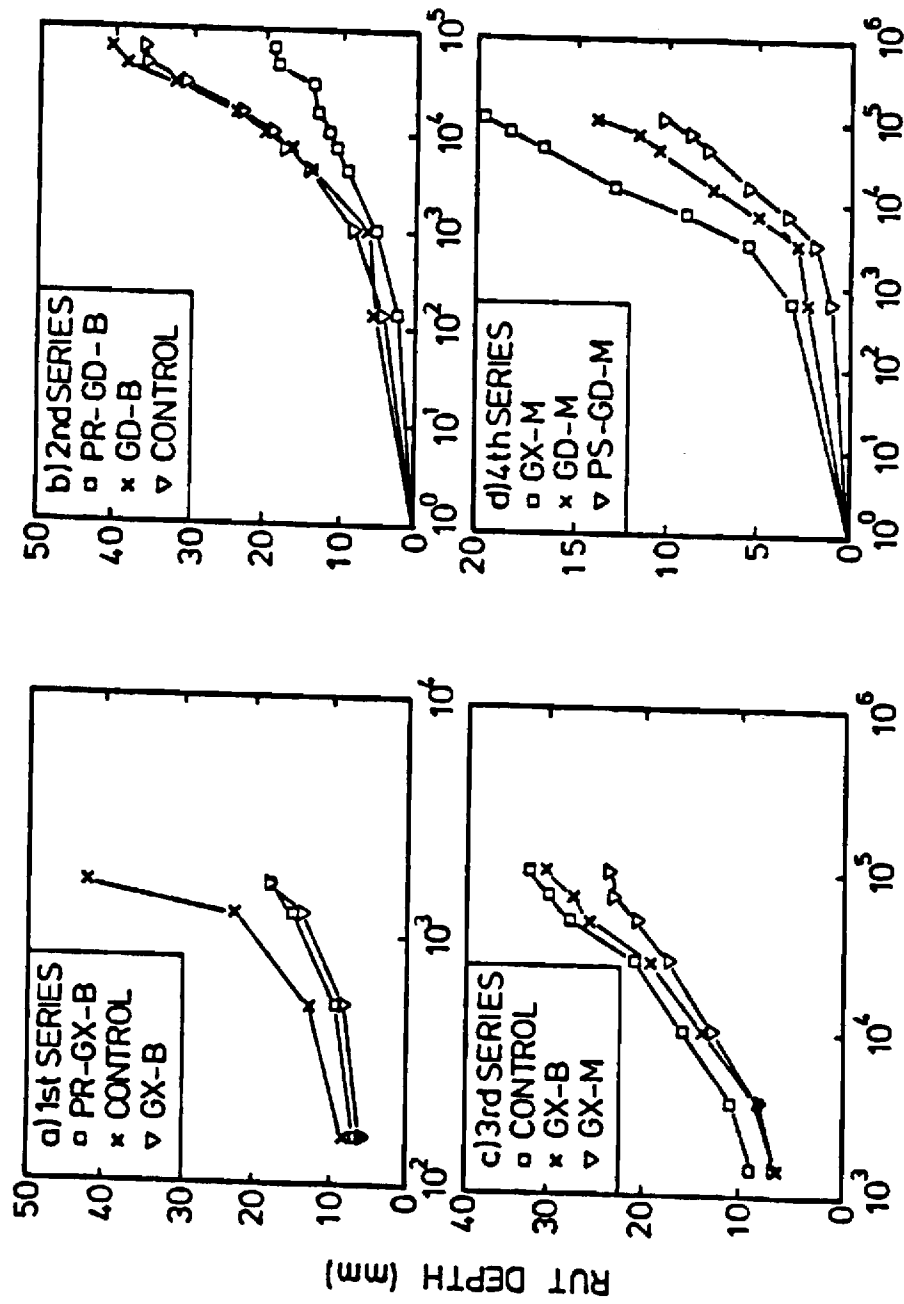 RUT DEPTH (mm)
a) 1st SERIES
PR-GX-B
CONTROL
GX-B
50
40
30
20
10
0
10²
10³
10⁴
b) 2nd SERIES
PR-GD-B
GD-B
CONTROL
50
40
30
20
10
0
10⁰
10¹
10²
10³
10⁴
10⁵
c) 3rd SERIES
CONTROL
GX-B
GX-M
40
30
20
10
0
10³
10⁴
10⁵
10⁶
d) 4th SERIES
GX-M
GD-M
PS-GD-M
20
15
10
5
0
10⁰
10¹
10²
10³
10⁴
10⁵
10⁶